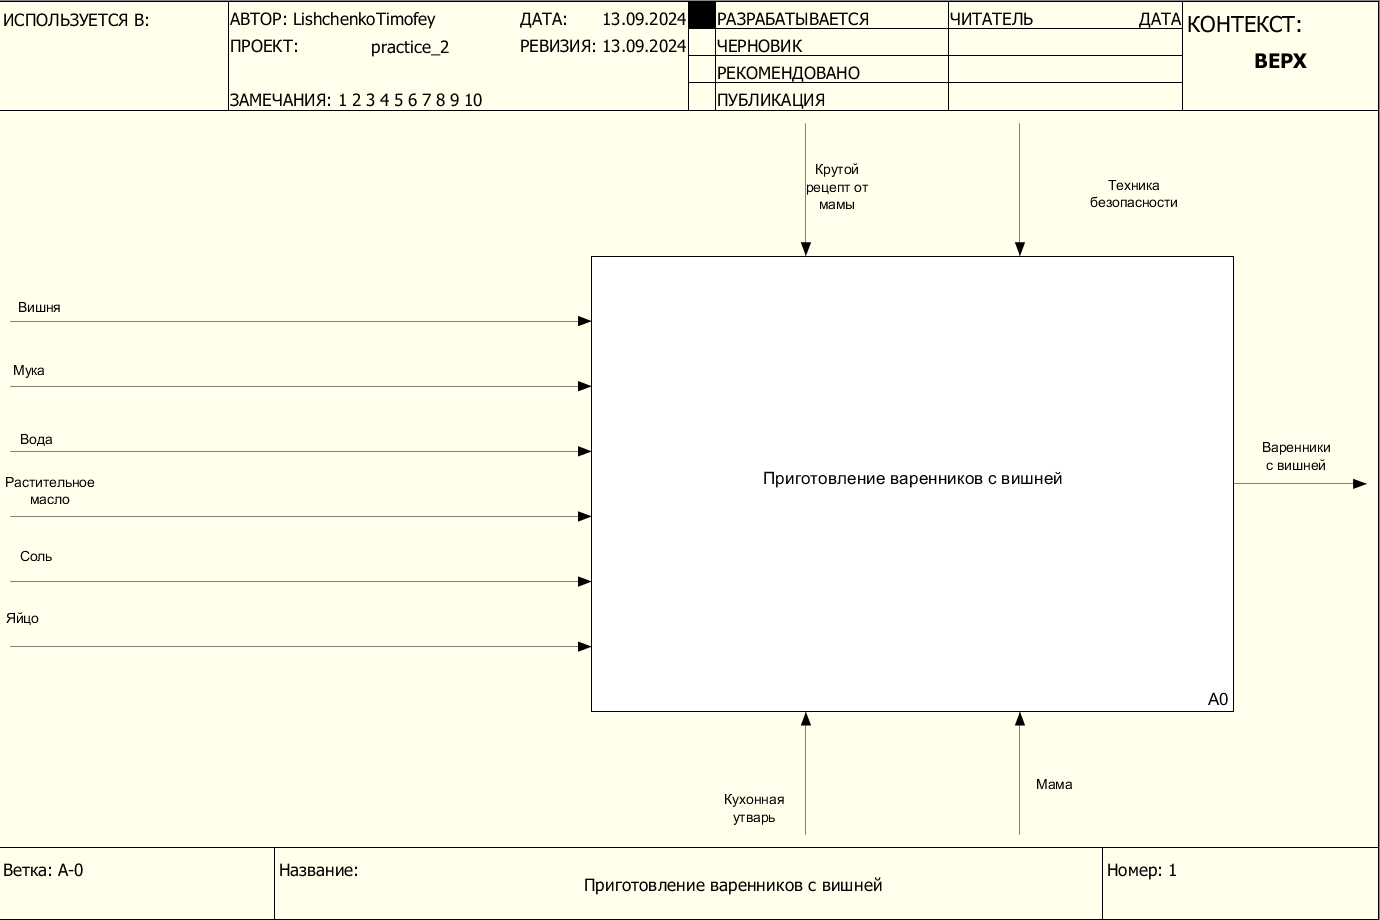 ИСПОЛЬЗУЕТСЯ В:
АВТОР: LishchenkoTimofey
ДАТА: 13.09.2024
ПРОЕКТ: practice_2
РЕВИЗИЯ: 13.09.2024
ЗАМЕЧАНИЯ: 1 2 3 4 5 6 7 8 9 10
РАЗРАБАТЫВАЕТСЯ
ЧЕРНОВИК
РЕКОМЕНДОВАНО
ПУБЛИКАЦИЯ
ЧИТАТЕЛЬ ДАТА
КОНТЕКСТ:
ВЕРХ
Крутой
рецепт от
мамы
Техника
безопасности
Вишня
Мука
Вода
Растительное
масло
Соль
Яйцо
Приготовление варенников с вишней
A0
Варенники
с вишней
Кухонная
утварь
Мама
Ветка: A-0
Название:
Приготовление варенников с вишней
Номер: 1